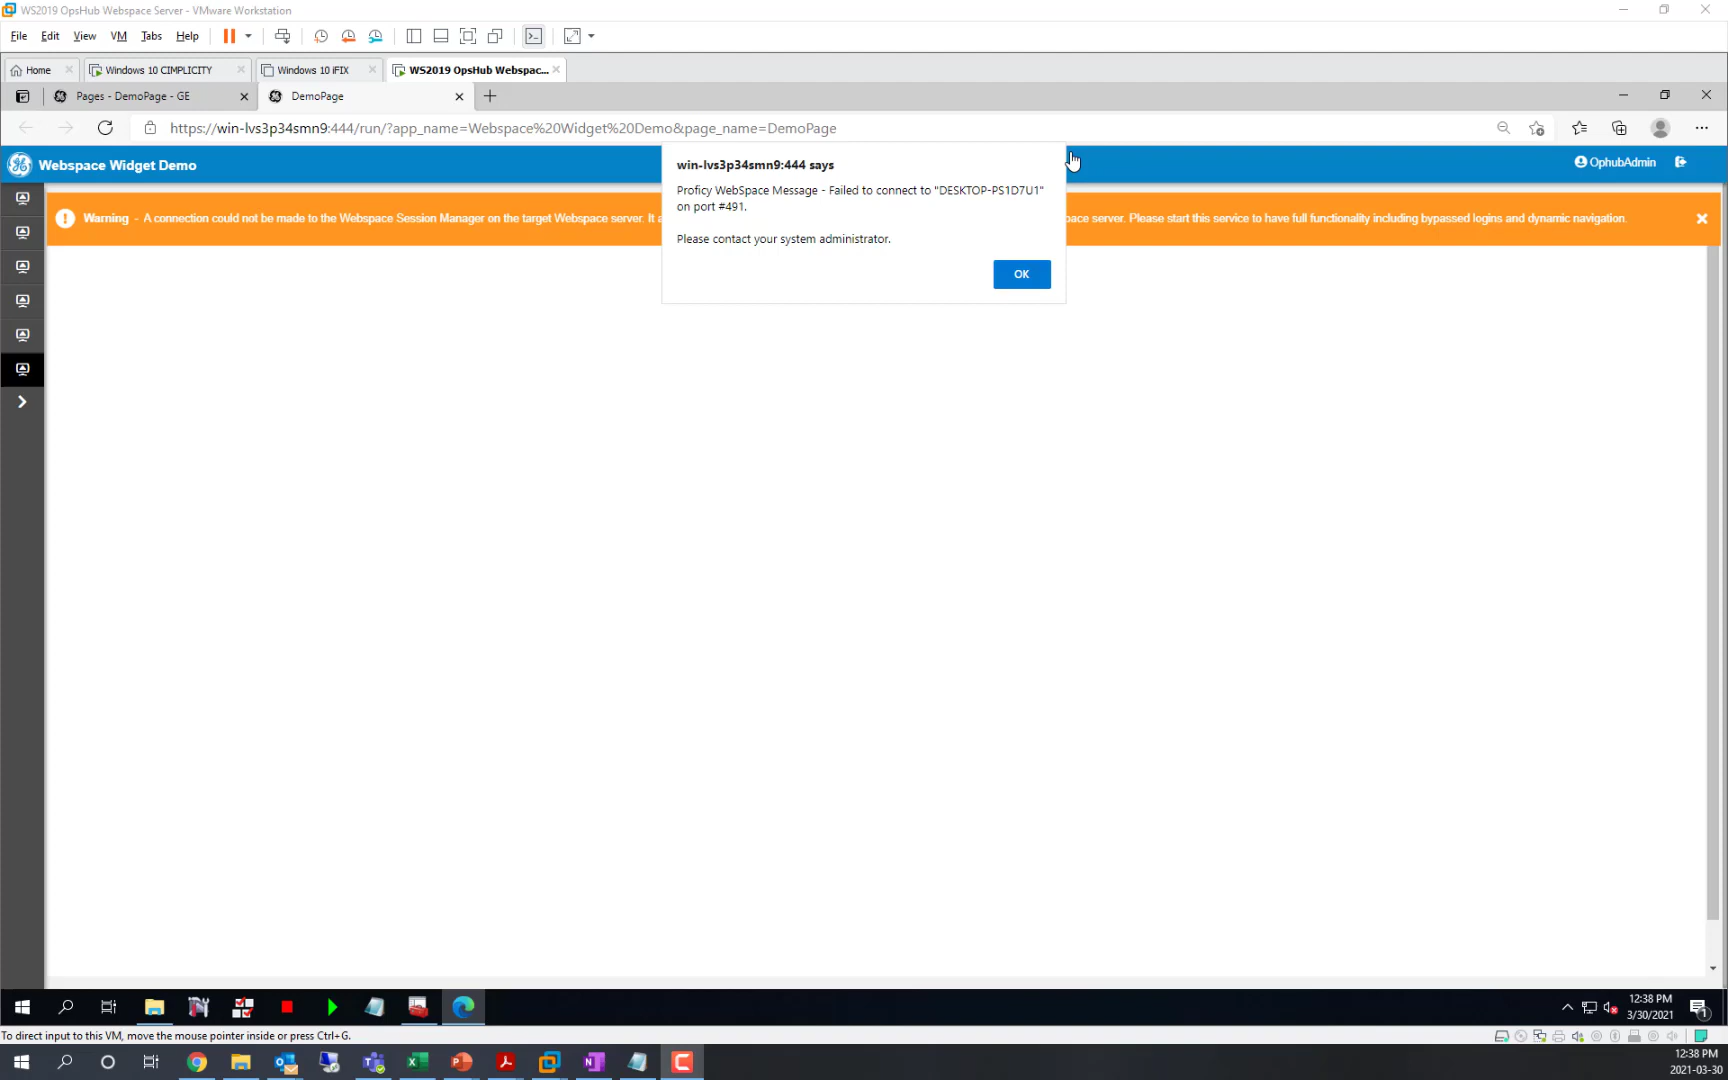 WS2019 OpsHub Webspace Server - VMware Workstation
File Edit View VM Tabs Help
Home Windows 10 CIMPLICITY Windows 10 iFIX WS2019 OpsHub Webspac...
Pages - DemoPage - GE DemoPage
https://win-lvs3p34smn9:444/run/?app_name=Webspace%20Widget%20Demo&page_name=DemoPage
Webspace Widget Demo OphubAdmin
win-lvs3p34smn9:444 says
Proficy WebSpace Message - Failed to connect to "DESKTOP-PS1D7U1"
on port #491.
Please contact your system administrator.
OK
Warning - A connection could not be made to the Webspace Session Manager on the target Webspace server. It a
ace server. Please start this service to have full functionality including bypassed logins and dynamic navigation.
12:38 PM
3/30/2021
To direct input to this VM, move the mouse pointer inside or press Ctrl+G.
12:38 PM
2021-03-30